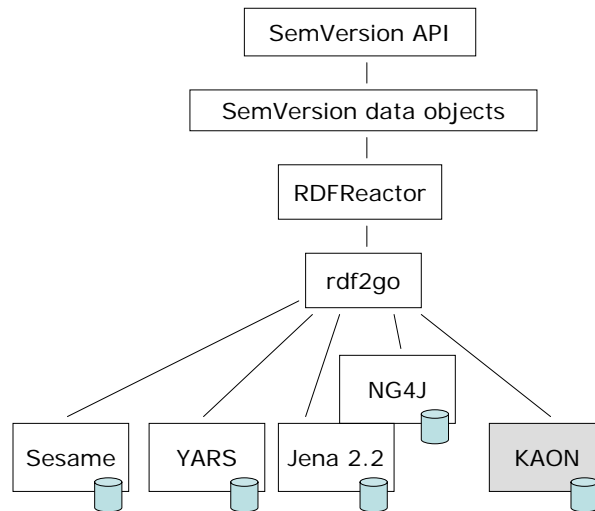 SemVersion API
SemVersion data objects
RDFReactor
rdf2go
NG4J
Sesame
YARS
Jena 2.2
KAON